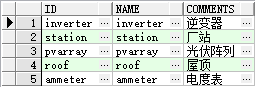 ID NAME COMMENTS
1 inverter ··· inverter ··· 逆变器 ···
2 station ··· station ··· 厂站 ···
3 pvarray ··· pvarray ··· 光伏阵列 ···
4 roof ··· roof ··· 屋顶 ···
5 ammeter ··· ammeter ··· 电度表 ···